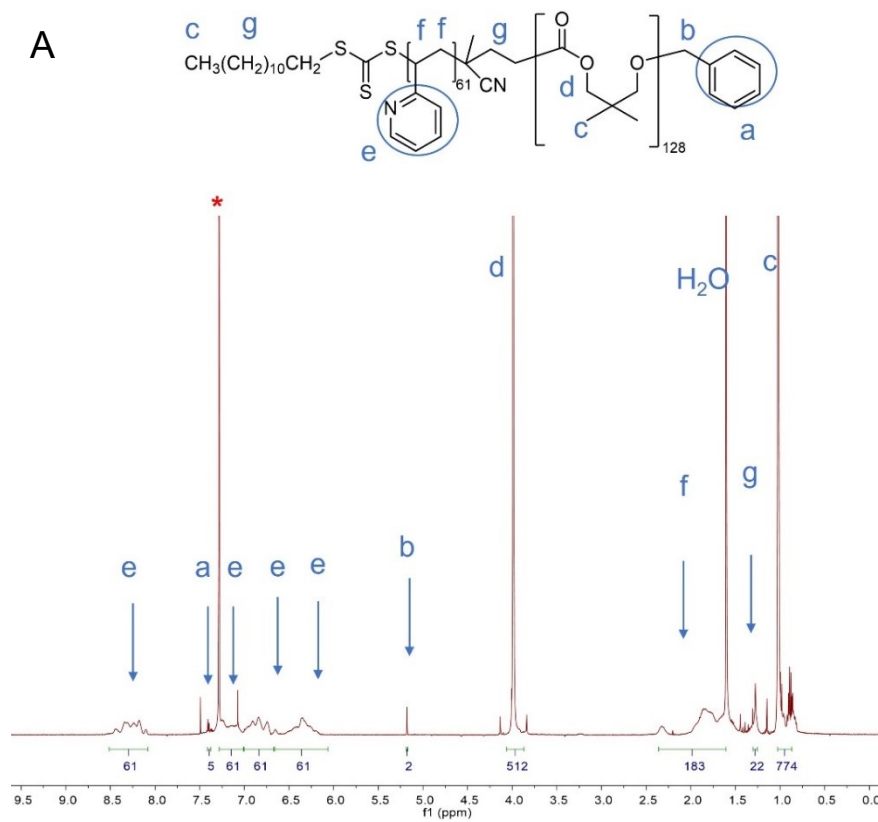 A
c g f f g b
CH₃(CH₂)₁₀CH₂ S S 61 CN O O O
S N d c a
e 128
*
d H₂O c
f g
e a e e e b
61 5 61 61 61 2 512 183 22 774
9.5 9.0 8.5 8.0 7.5 7.0 6.5 6.0 5.5 5.0 4.5 4.0 3.5 3.0 2.5 2.0 1.5 1.0 0.5 0.0
f1 (ppm)